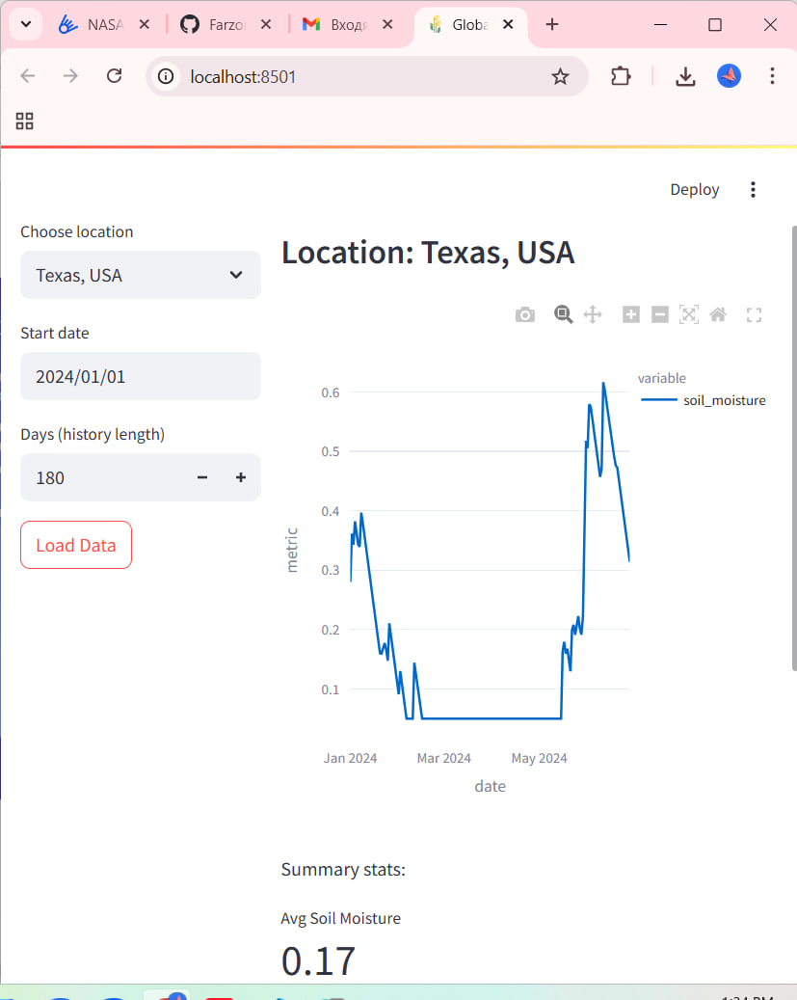 NASA
Farzo
Входя
Globa
localhost:8501
Deploy
Choose location
Texas, USA
Start date
2024/01/01
Days (history length)
180
Load Data
Location: Texas, USA
variable
soil_moisture
0.6
0.5
0.4
0.3
0.2
0.1
metric
Jan 2024
Mar 2024
May 2024
date
Summary stats:
Avg Soil Moisture
0.17